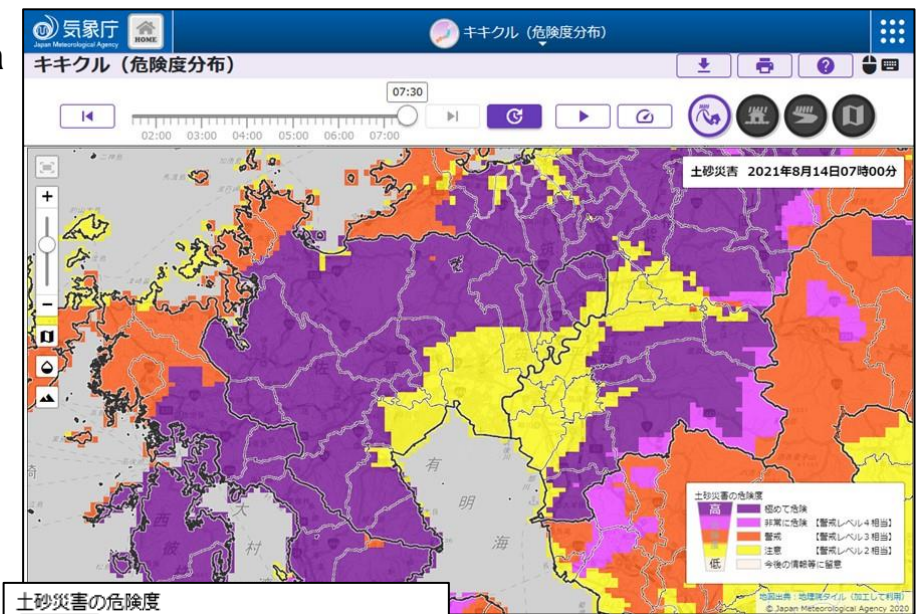 気象庁
Japan Meteorological Agency
HOME
キキクル（危険度分布）
キキクル（危険度分布）
07:30
02:00 03:00 04:00 05:00 06:00 07:00
土砂災害 2021年8月14日07時00分
佐
有
明
海
大
村
西
彼
土砂災害の危険度
高
極めて危険
非常に危険 【警戒レベル4相当】
警戒 【警戒レベル3相当】
注意 【警戒レベル2相当】
低
今後の情報等に留意
地図出典：地理院タイル（加工して利用）
© Japan Meteorological Agency 2020
土砂災害の危険度